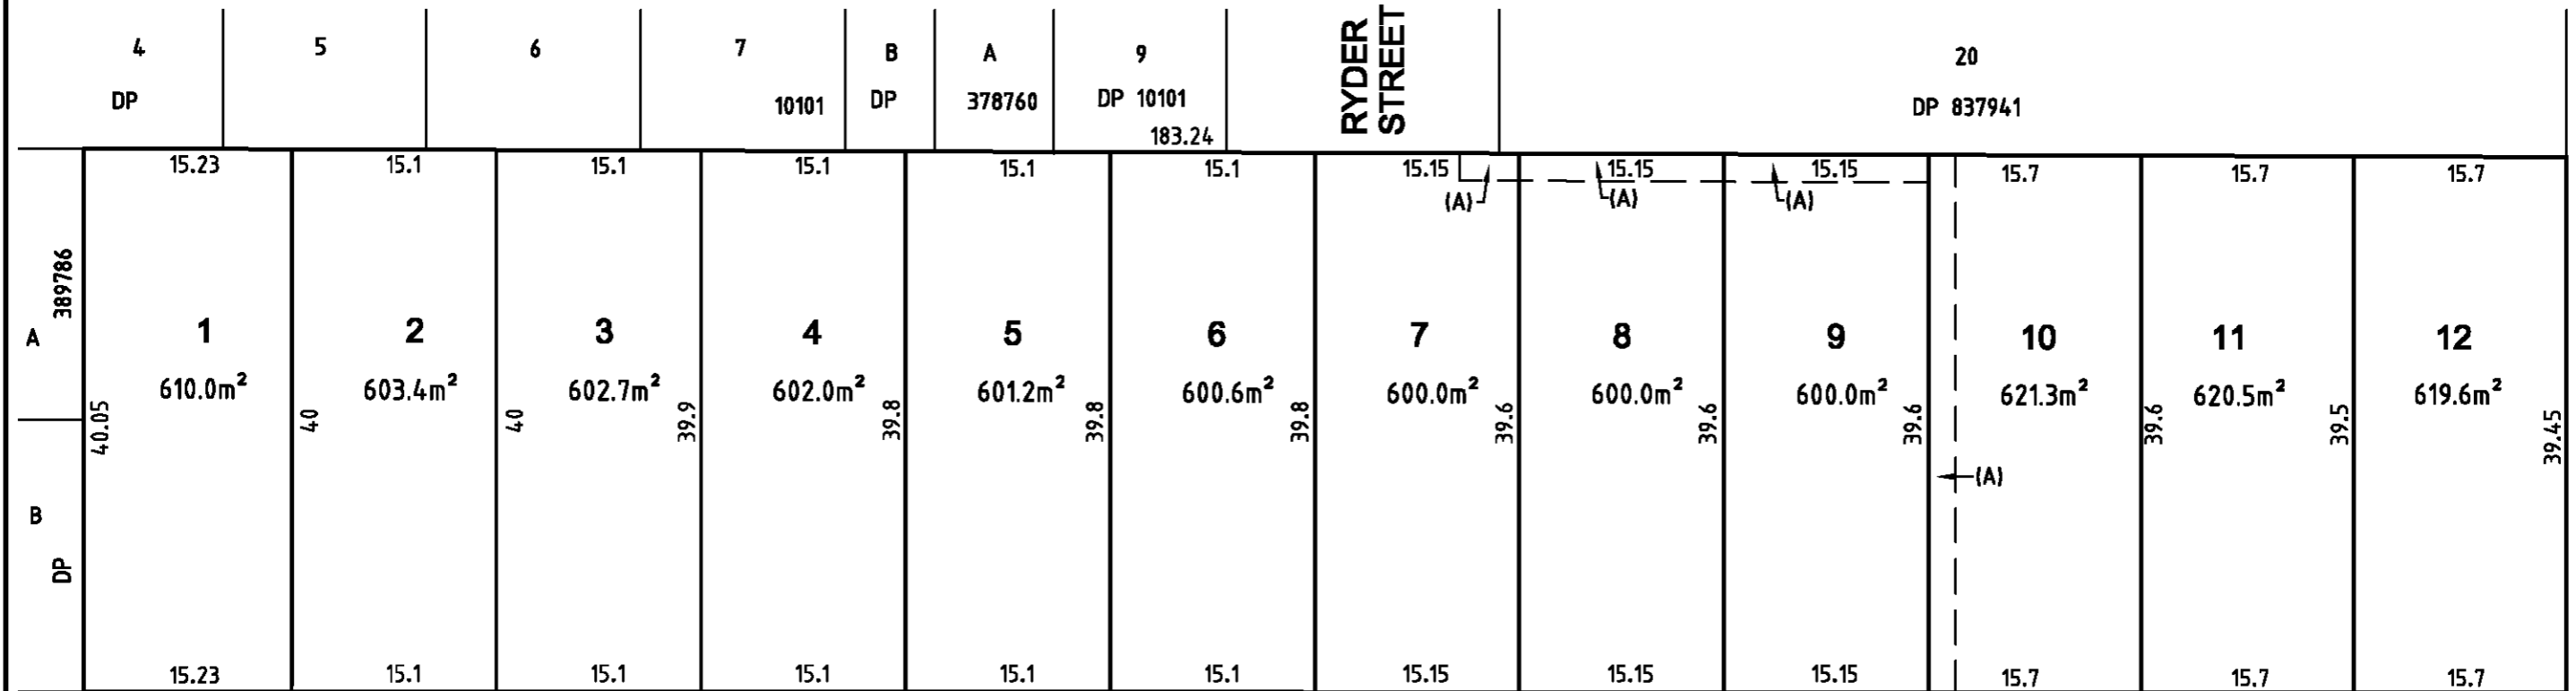 4
5
6
7
B
A
9
RYDER
STREET
20
DP
10101
DP
378760
DP 10101
DP 837941
183.24
15.23
15.1
15.1
15.1
15.1
15.1
15.15
15.15
15.15
15.7
15.7
15.7
(A)
(A)
(A)
389786
A
1
2
3
4
5
6
7
8
9
10
11
12
610.0m²
603.4m²
602.7m²
602.0m²
601.2m²
600.6m²
600.0m²
600.0m²
600.0m²
621.3m²
620.5m²
619.6m²
40.05
40
40
39.9
39.8
39.8
39.8
39.6
39.6
39.6
39.6
39.5
39.45
(A)
B
DP
15.23
15.1
15.1
15.1
15.1
15.1
15.15
15.15
15.15
15.7
15.7
15.7